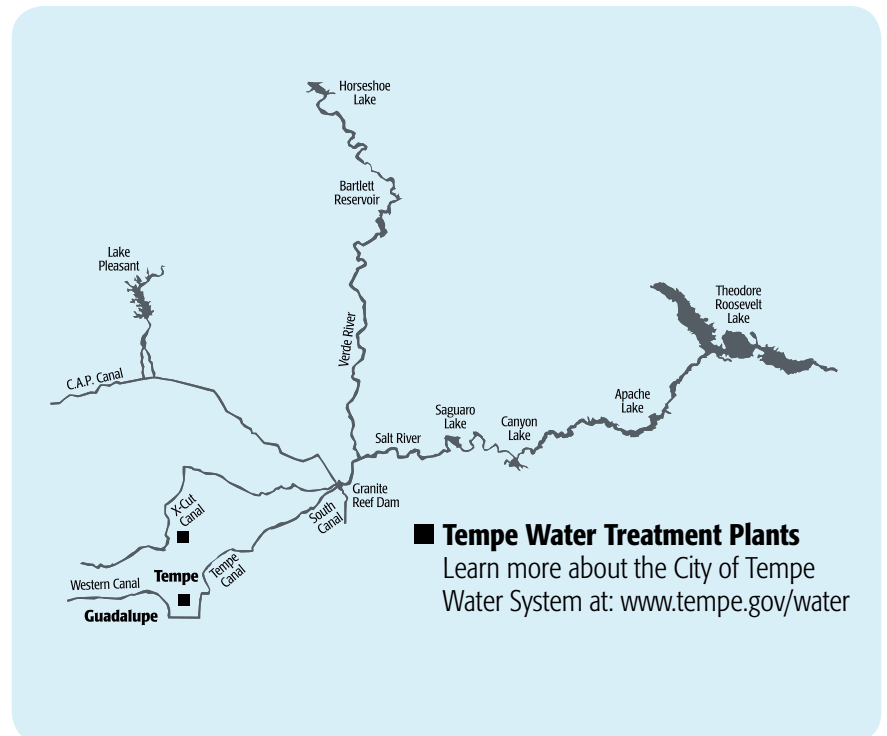 Horseshoe
Lake
Bartlett
Reservoir
Lake
Pleasant
Theodore
Roosevelt
Lake
Verde River
C.A.P. Canal
Apache
Lake
Saguaro
Lake
Canyon
Lake
Salt River
Granite
Reef Dam
X-Cut
Canal
South
Canal
Tempe Water Treatment Plants
Learn more about the City of Tempe
Water System at: www.tempe.gov/water
Tempe
Canal
Western Canal
Tempe
Guadalupe